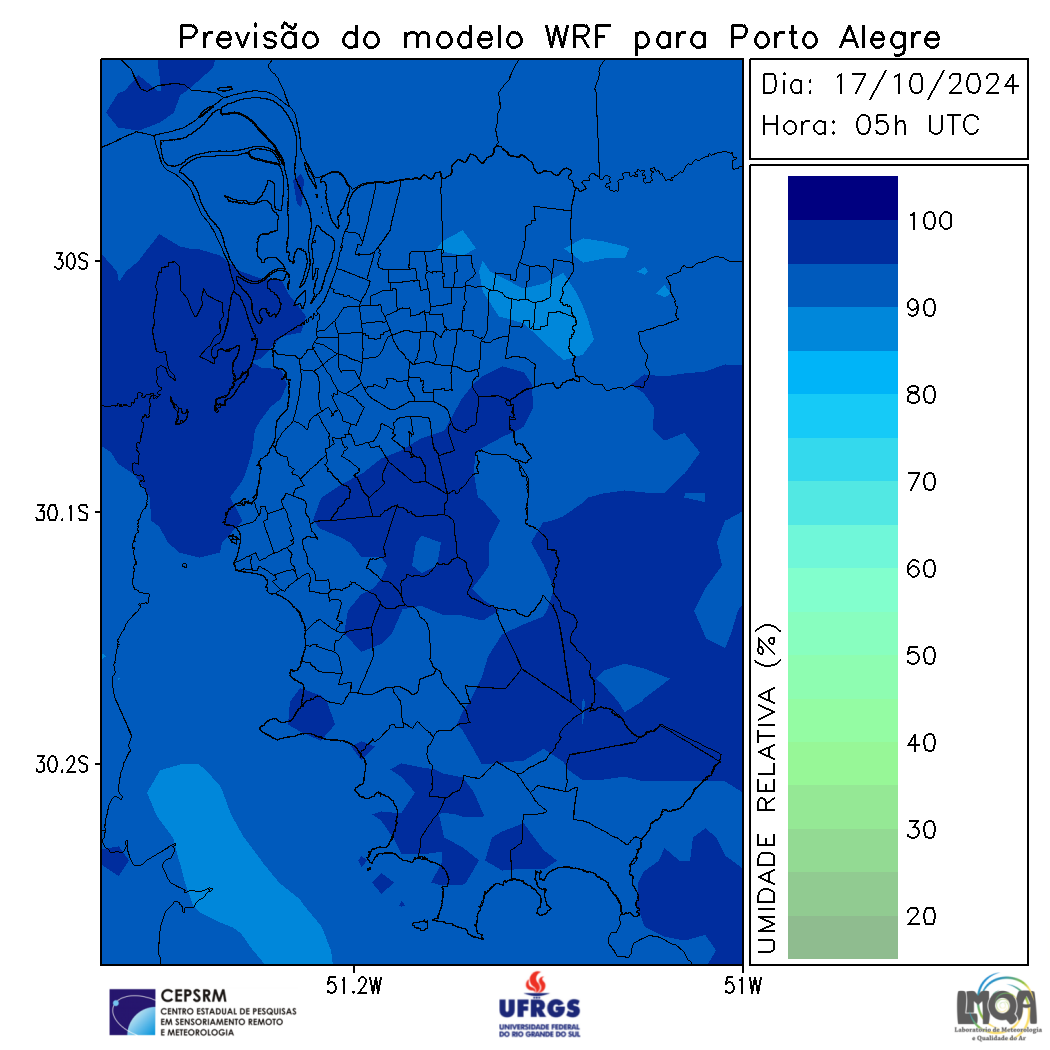 Previsão do modelo WRF para Porto Alegre
Dia: 17/10/2024
Hora: 05h UTC
100
90
80
70
60
50
40
30
20
UMIDADE RELATIVA (%)
30S
30.1S
30.2S
51.2W
51W
CEPSRM
CENTRO ESTADUAL DE PESQUISAS
EM SENSORIAMENTO REMOTO
E METEOROLOGIA
UFRGS
UNIVERSIDADE FEDERAL
DO RIO GRANDE DO SUL
LMQA
Laboratório de Meteorologia
e Qualidade do Ar